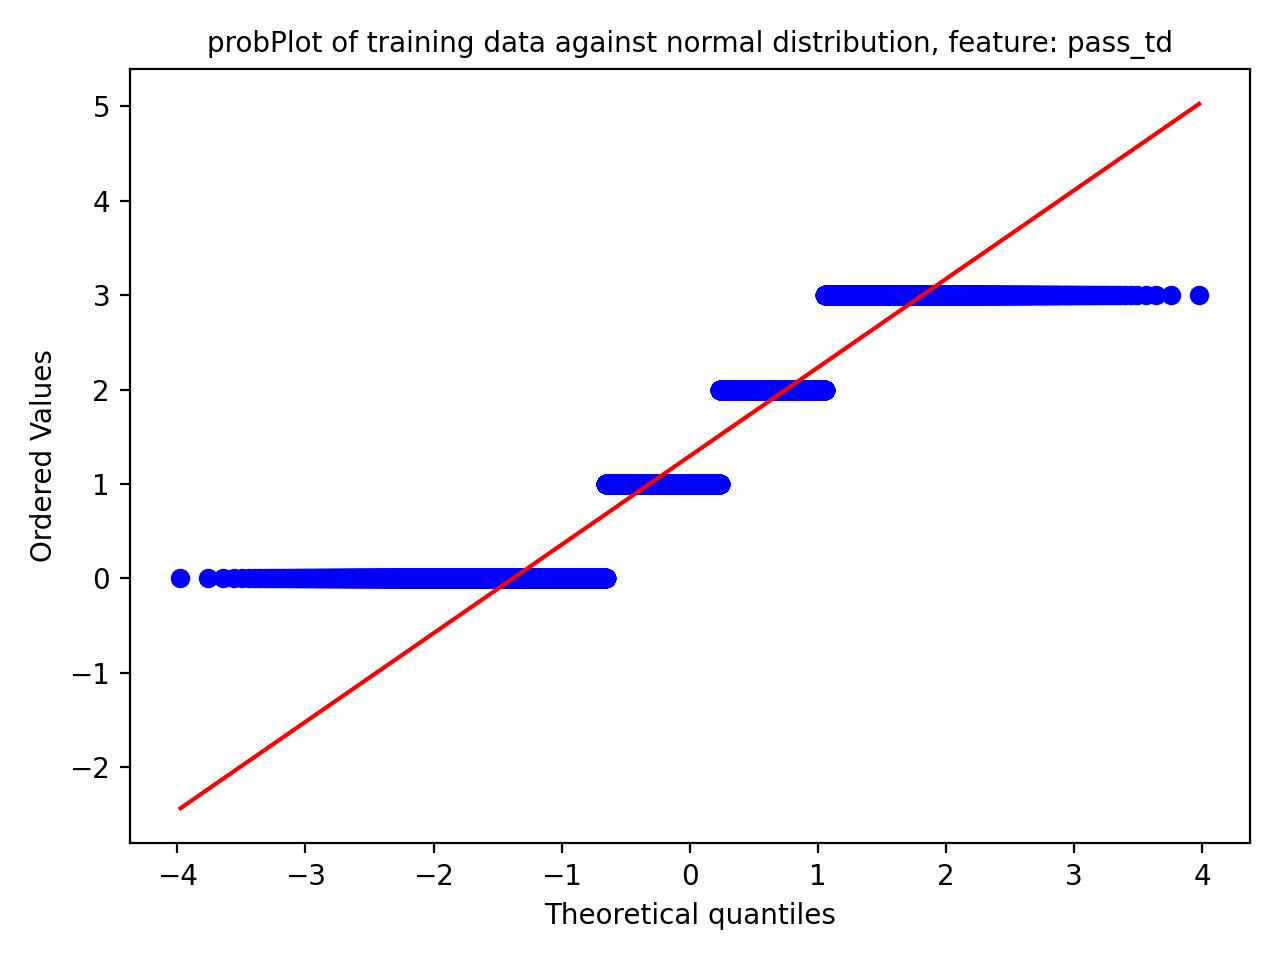 probPlot of training data against normal distribution, feature: pass_td
5
4
3
2
1
0
−1
−2
Ordered Values
−4 −3 −2 −1 0 1 2 3 4
Theoretical quantiles